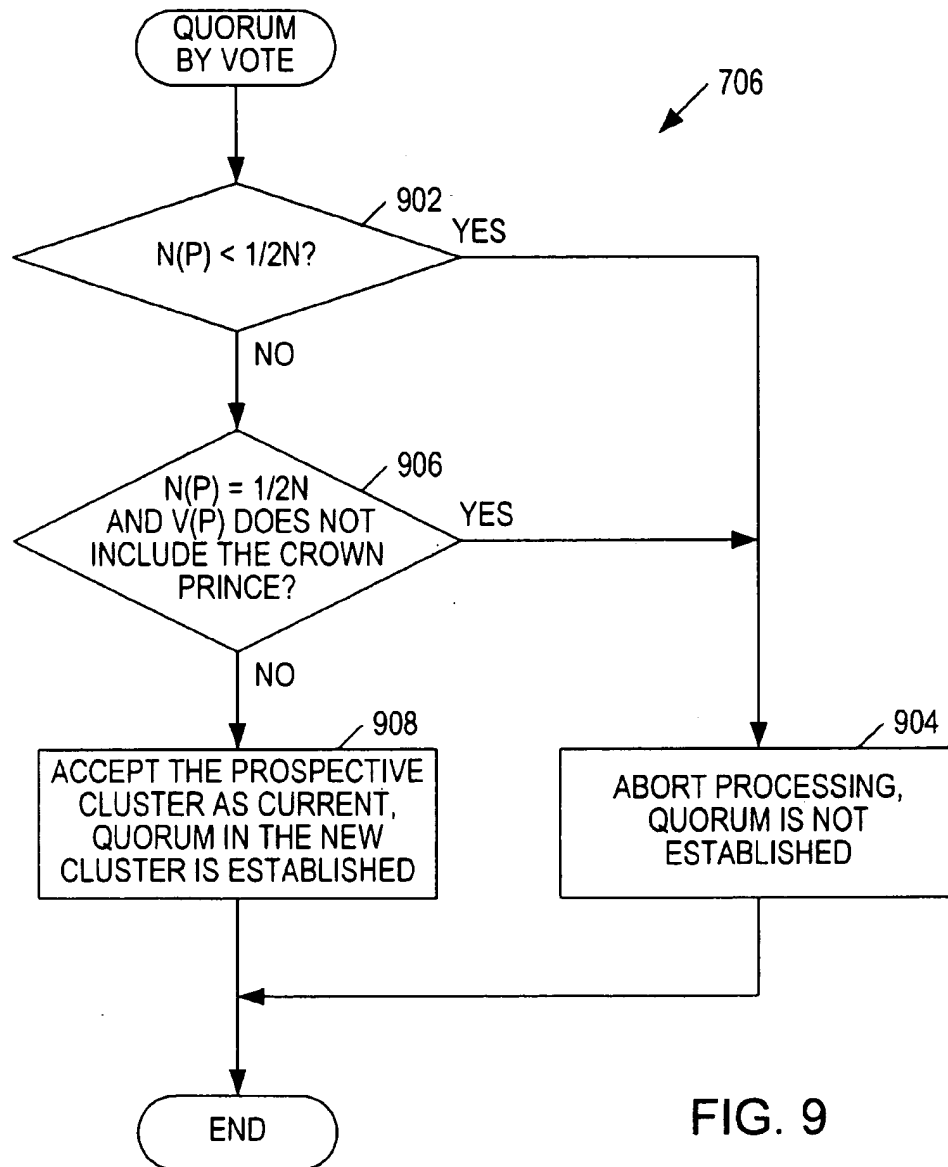 QUORUM
BY VOTE
706
902
YES
N(P) < 1/2N?
NO
906
N(P) = 1/2N
AND V(P) DOES NOT
INCLUDE THE CROWN
PRINCE?
YES
NO
908
ACCEPT THE PROSPECTIVE
CLUSTER AS CURRENT,
QUORUM IN THE NEW
CLUSTER IS ESTABLISHED
904
ABORT PROCESSING,
QUORUM IS NOT
ESTABLISHED
END
FIG. 9